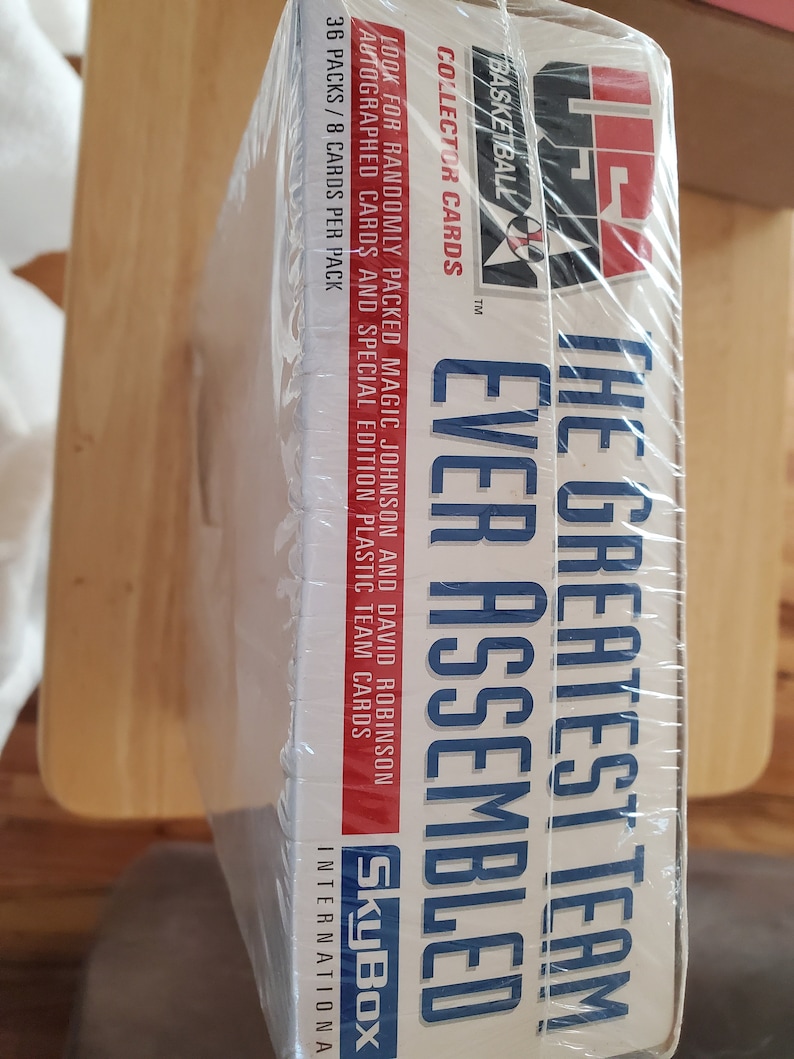 USA
BASKETBALL
TM
COLLECTOR CARDS
THE GREATEST TEAM
EVER ASSEMBLED
LOOK FOR RANDOMLY PACKED MAGIC JOHNSON AND DAVID ROBINSON
AUTOGRAPHED CARDS AND SPECIAL EDITION PLASTIC TEAM CARDS
36 PACKS / 8 CARDS PER PACK
SKYBOX
INTERNATIONA